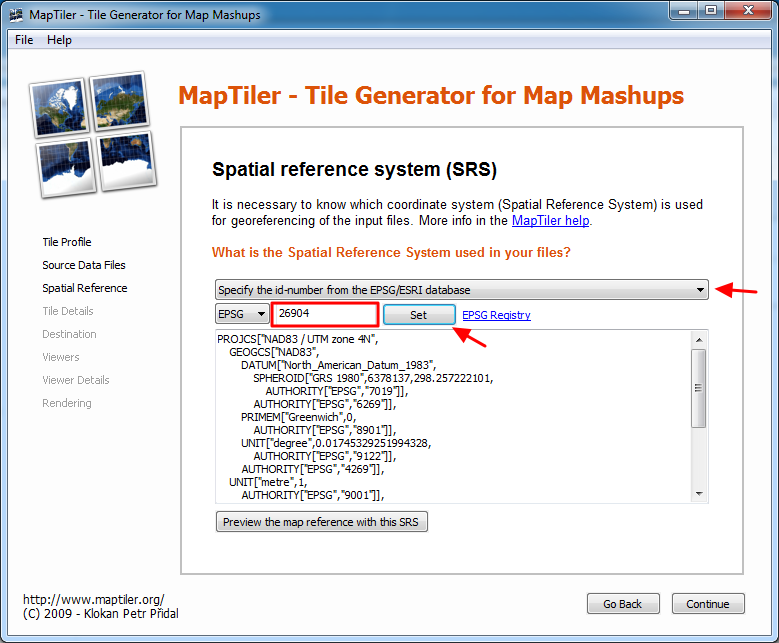 MapTiler - Tile Generator for Map Mashups
File Help
MapTiler - Tile Generator for Map Mashups
Spatial reference system (SRS)
It is necessary to know which coordinate system (Spatial Reference System) is used
for georeferencing of the input files. More info in the MapTiler help.
What is the Spatial Reference System used in your files?
Tile Profile
Source Data Files
Spatial Reference
Tile Details
Destination
Viewers
Viewer Details
Rendering
Specify the id-number from the EPSG/ESRI database
EPSG 26904 Set EPSG Registry
PROJCS["NAD83 / UTM zone 4N",
GEOGCS["NAD83",
DATUM["North_American_Datum_1983",
SPHEROID["GRS 1980",6378137,298.257222101,
AUTHORITY["EPSG","7019"]],
AUTHORITY["EPSG","6269"]],
PRIMEM["Greenwich",0,
AUTHORITY["EPSG","8901"]],
UNIT["degree",0.01745329251994328,
AUTHORITY["EPSG","9122"]],
AUTHORITY["EPSG","4269"]],
UNIT["metre",1,
AUTHORITY["EPSG","9001"]],
Preview the map reference with this SRS
http://www.maptiler.org/
(C) 2009 - Klokan Petr Přidal
Go Back Continue